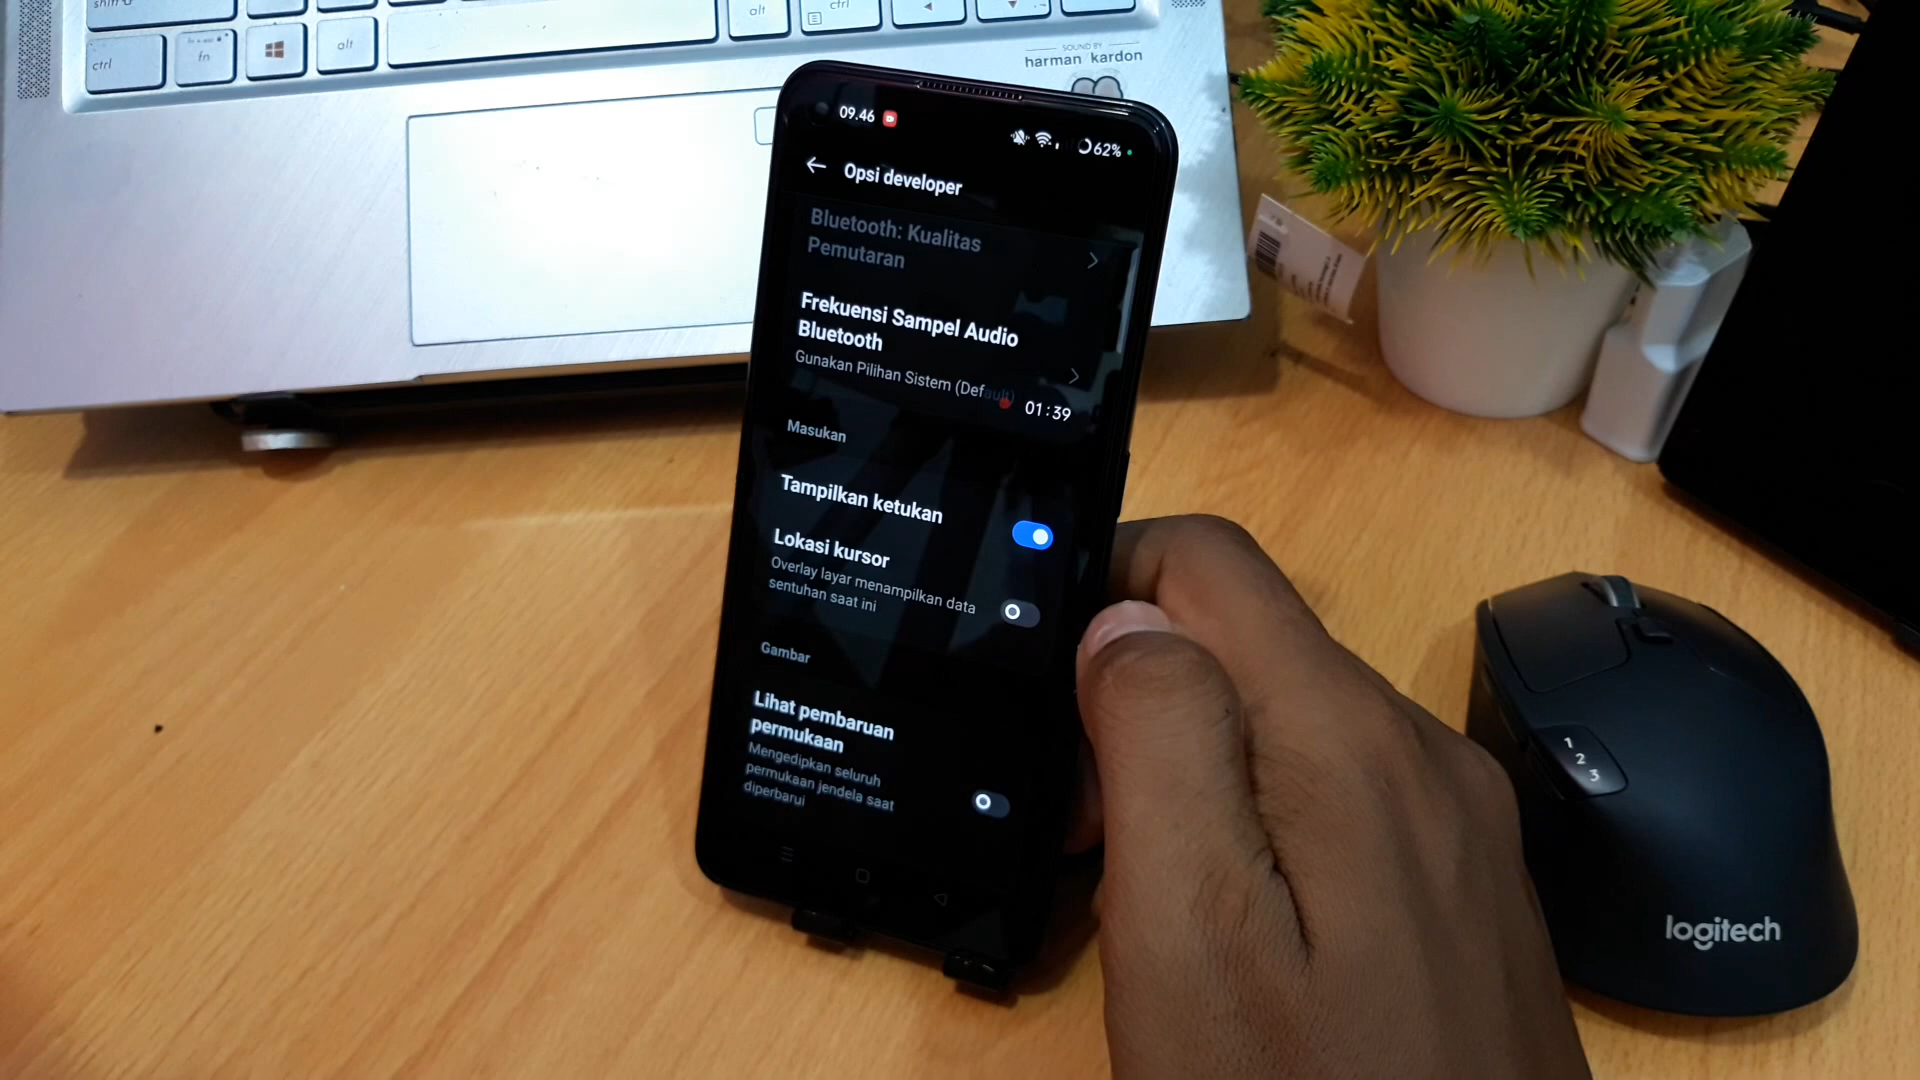 shift
ctrl
fn
alt
alt
ctrl
SOUND BY
harman / kardon
09.46
62%
Opsi developer
Bluetooth: Kualitas
Pemutaran
Frekuensi Sampel Audio
Bluetooth
Gunakan Pilihan Sistem (Default)
01:39
Masukan
Tampilkan ketukan
Lokasi kursor
Overlay layar menampilkan data
sentuhan saat ini
Gambar
Lihat pembaruan
permukaan
Mengedipkan seluruh
permukaan jendela saat
diperbarui
1
2
3
logitech